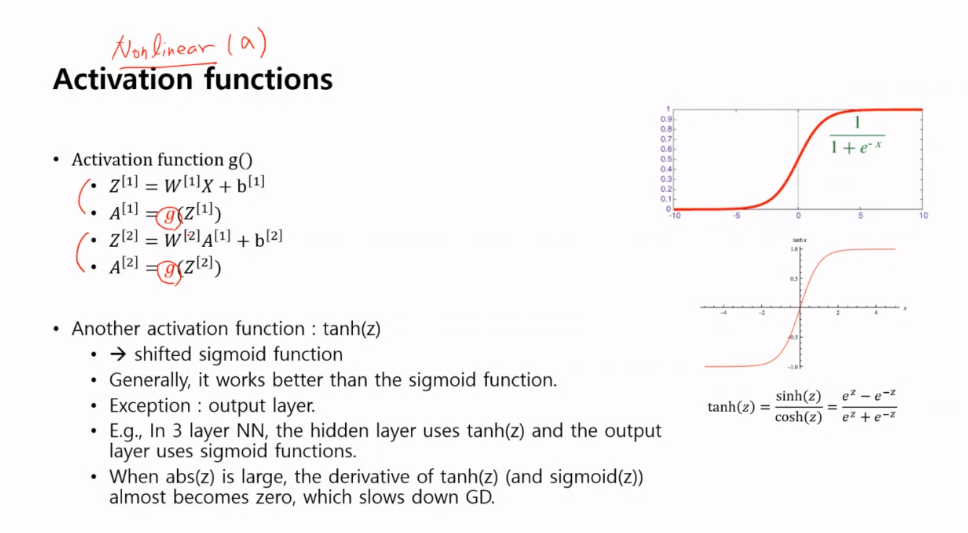 Nonlinear (a)
Activation functions
• Activation function g()
• Z[1] = W[1]X + b[1]
• A[1] = g(Z[1])
• Z[2] = W[2]A[1] + b[2]
• A[2] = g(Z[2])
• Another activation function : tanh(z)
• → shifted sigmoid function
• Generally, it works better than the sigmoid function.
• Exception : output layer.
• E.g., In 3 layer NN, the hidden layer uses tanh(z) and the output
layer uses sigmoid functions.
• When abs(z) is large, the derivative of tanh(z) (and sigmoid(z))
almost becomes zero, which slows down GD.
1
0.9
0.8
0.7
0.6
0.5
0.4
0.3
0.2
0.1
0
-10 -5 0 5 10
1 / 1 + e-x
tanh x
1.0
0.5
-4 -2 2 4 x
-0.5
-1.0
tanh(z) = sinh(z) / cosh(z) = ez − e−z / ez + e−z